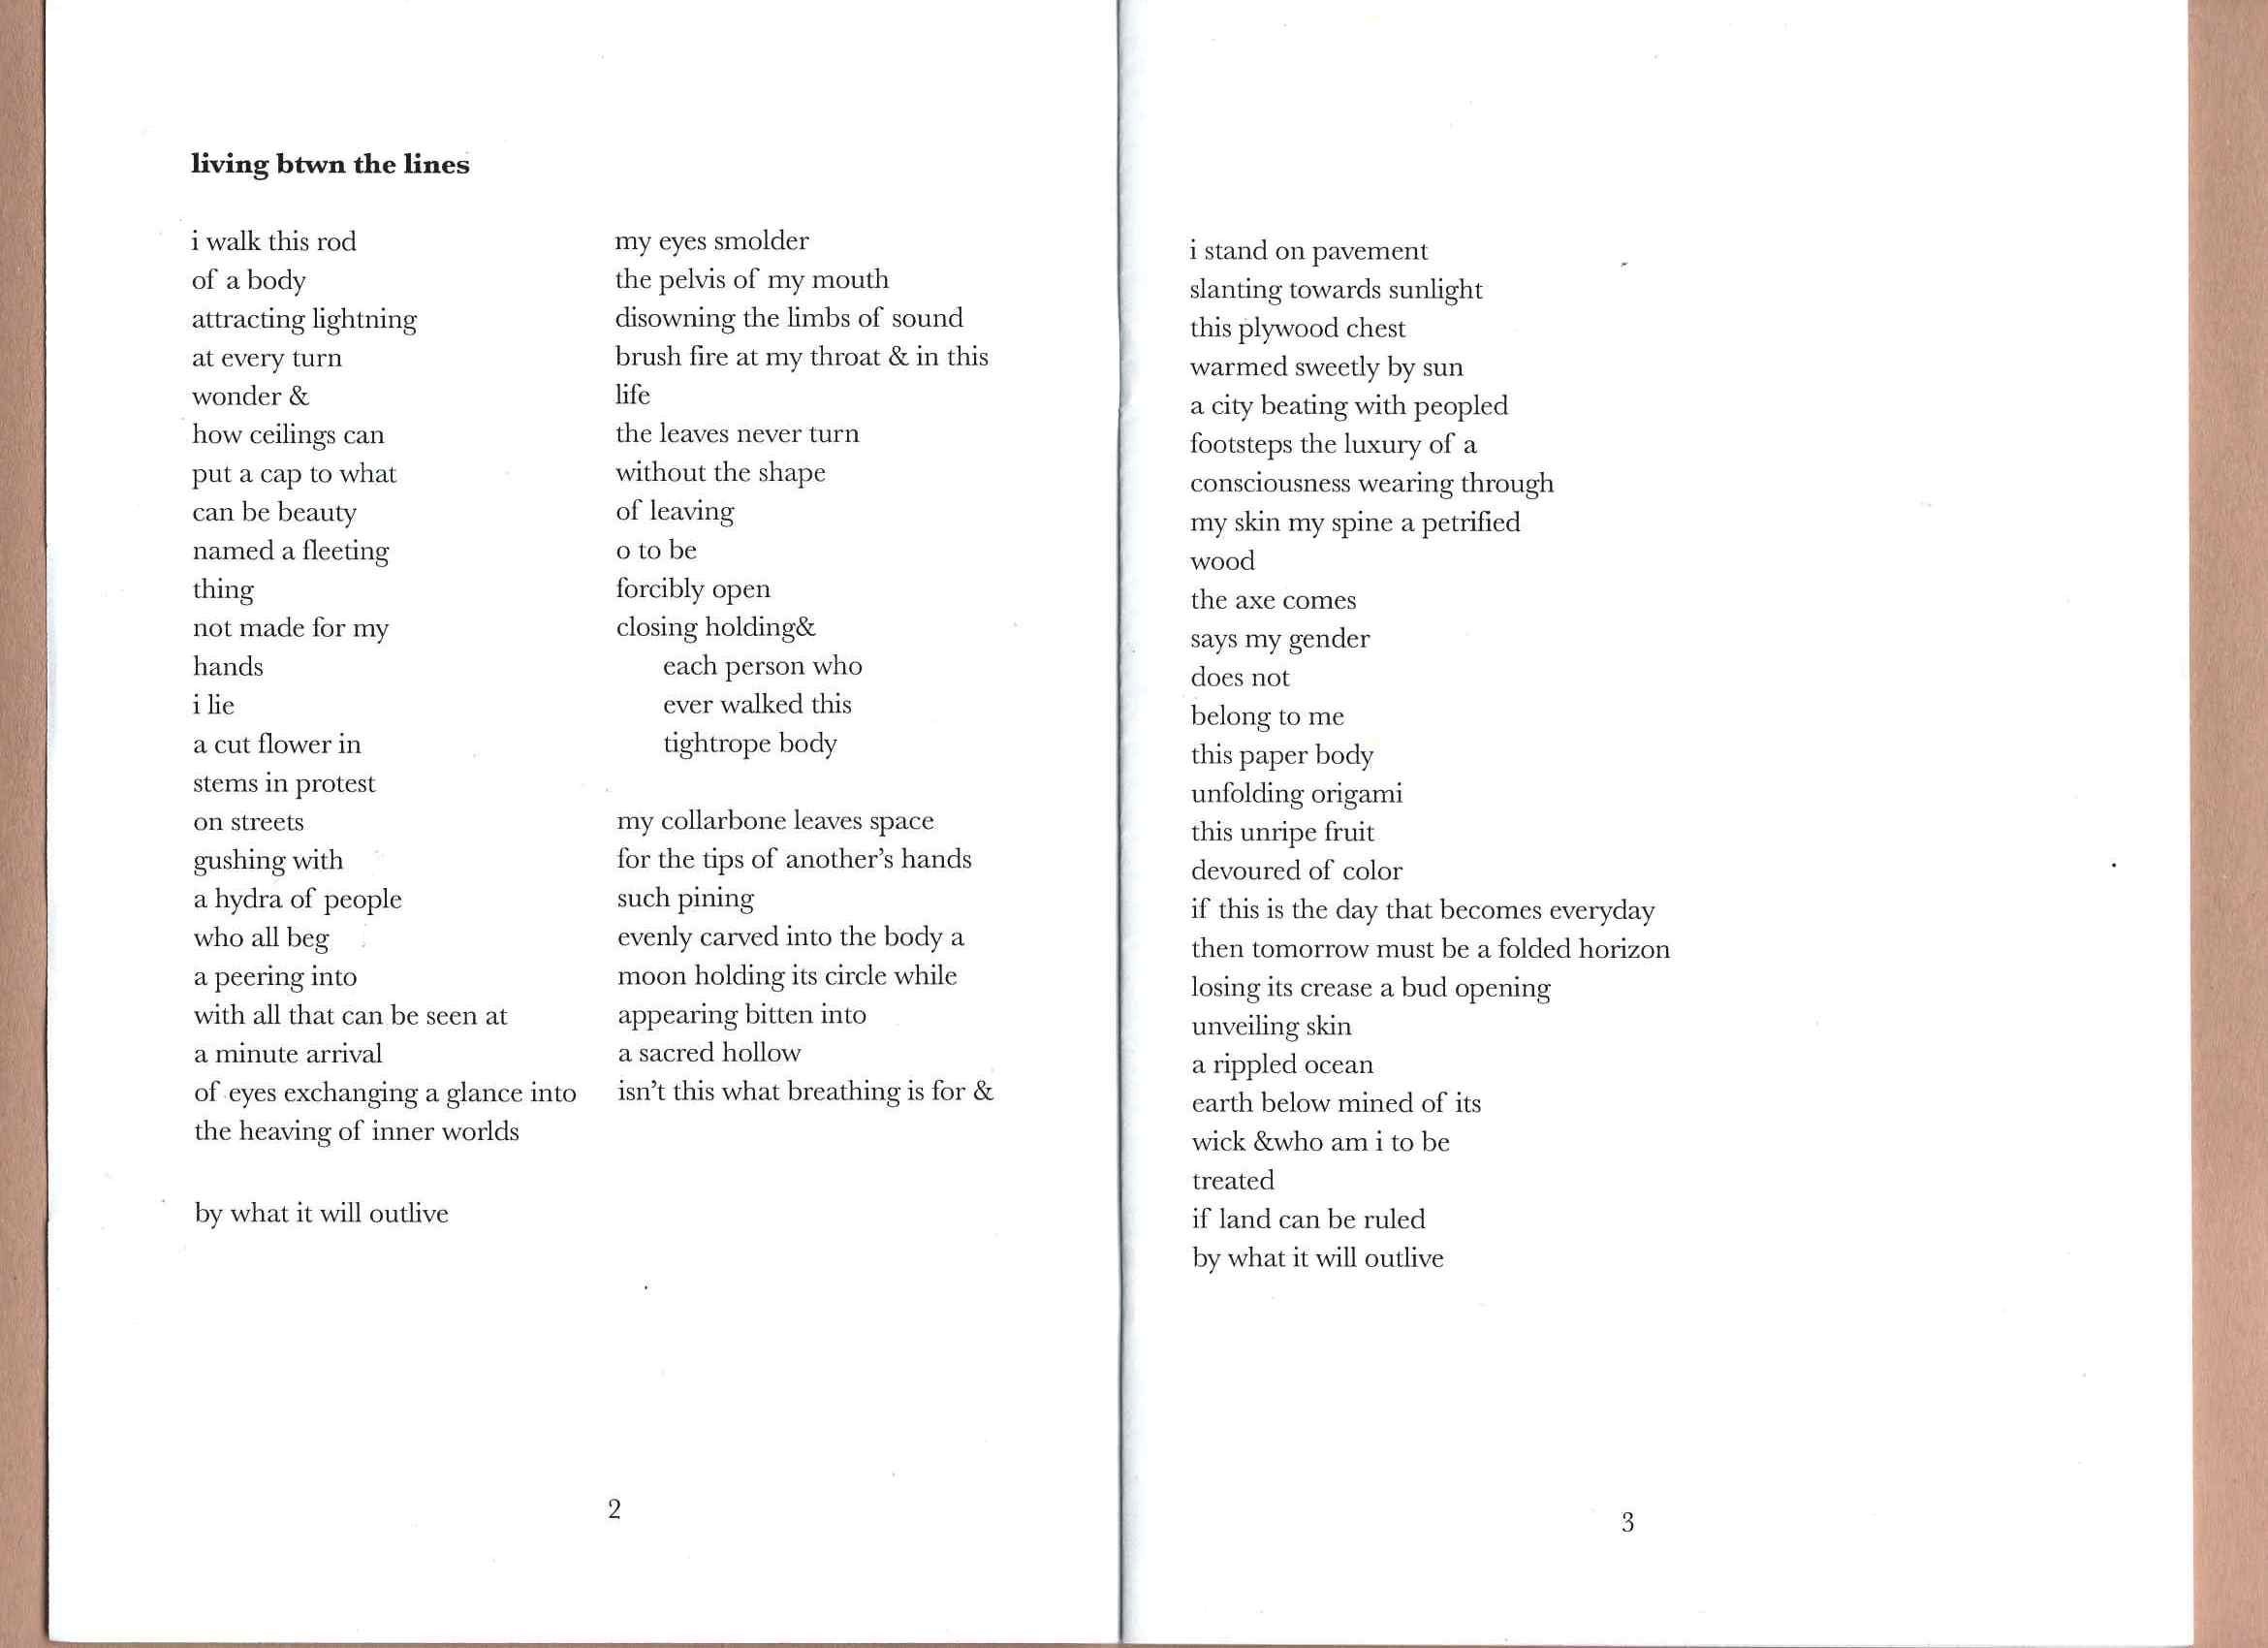 living btwn the lines
i walk this rod
of a body
attracting lightning
at every turn
wonder &
how ceilings can
put a cap to what
can be beauty
named a fleeting
thing
not made for my
hands
i lie
a cut flower in
stems in protest
on streets
gushing with
a hydra of people
who all beg
a peering into
with all that can be seen at
a minute arrival
of eyes exchanging a glance into
the heaving of inner worlds
by what it will outlive
my eyes smolder
the pelvis of my mouth
disowning the limbs of sound
brush fire at my throat & in this
life
the leaves never turn
without the shape
of leaving
o to be
forcibly open
closing holding&
each person who
ever walked this
tightrope body
my collarbone leaves space
for the tips of another's hands
such pining
evenly carved into the body a
moon holding its circle while
appearing bitten into
a sacred hollow
isn't this what breathing is for &
2
i stand on pavement
slanting towards sunlight
this plywood chest
warmed sweetly by sun
a city beating with peopled
footsteps the luxury of a
consciousness wearing through
my skin my spine a petrified
wood
the axe comes
says my gender
does not
belong to me
this paper body
unfolding origami
this unripe fruit
devoured of color
if this is the day that becomes everyday
then tomorrow must be a folded horizon
losing its crease a bud opening
unveiling skin
a rippled ocean
earth below mined of its
wick &who am i to be
treated
if land can be ruled
by what it will outlive
3